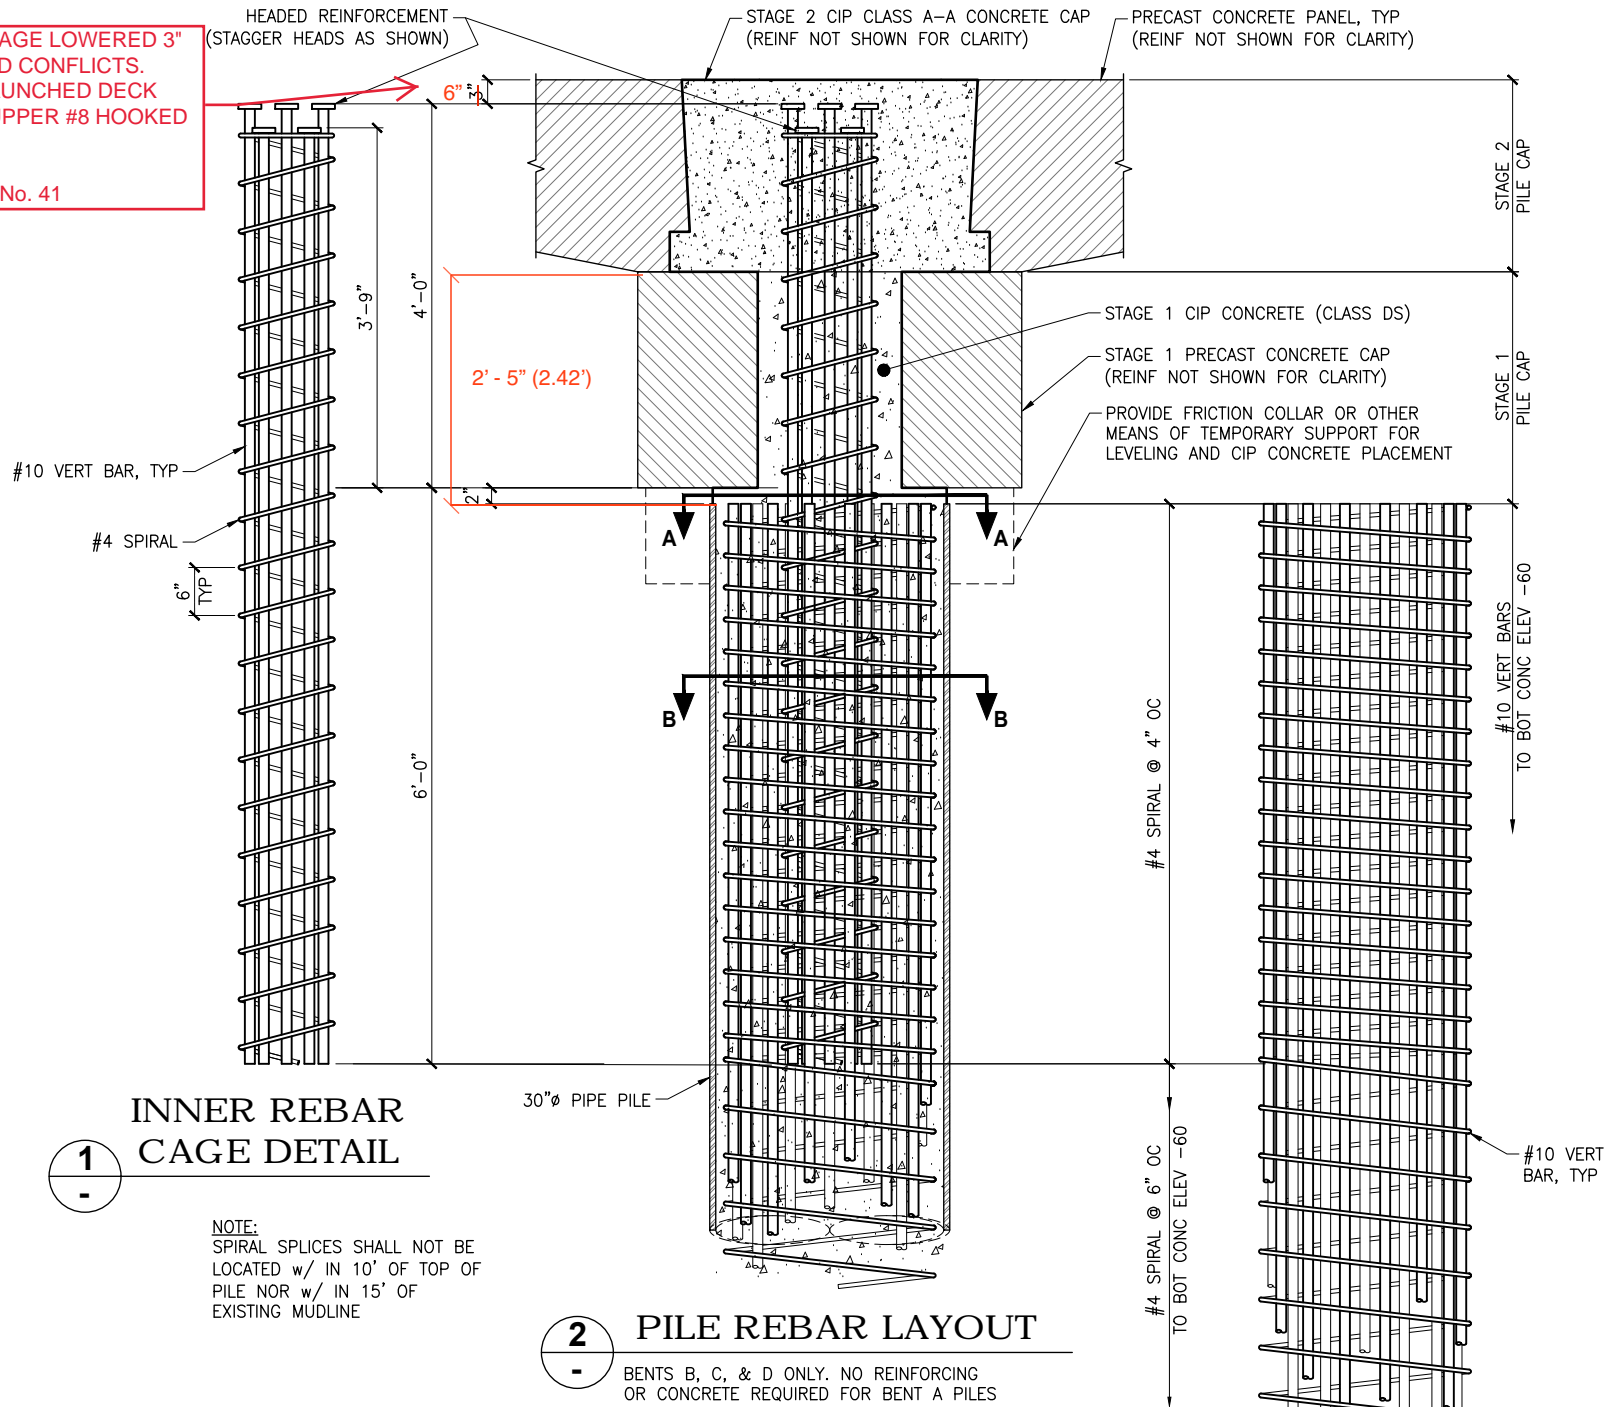 HEADED REINFORCEMENT
(STAGGER HEADS AS SHOWN)
STAGE 2 CIP CLASS A-A CONCRETE CAP
(REINF NOT SHOWN FOR CLARITY)
PRECAST CONCRETE PANEL, TYP
(REINF NOT SHOWN FOR CLARITY)
AGE LOWERED 3"
D CONFLICTS.
UNCHED DECK
PPER #8 HOOKED
No. 41
6"
3"
STAGE 2
PILE CAP
3'-9"
4'-0"
2' - 5" (2.42')
STAGE 1 CIP CONCRETE (CLASS DS)
STAGE 1 PRECAST CONCRETE CAP
(REINF NOT SHOWN FOR CLARITY)
STAGE 1
PILE CAP
PROVIDE FRICTION COLLAR OR OTHER
MEANS OF TEMPORARY SUPPORT FOR
LEVELING AND CIP CONCRETE PLACEMENT
#10 VERT BAR, TYP
2"
#4 SPIRAL
A
A
6"
TYP
B
B
6'-0"
#4 SPIRAL @ 4" OC
#10 VERT BARS
TO BOT CONC ELEV -60
30"ø PIPE PILE
INNER REBAR
CAGE DETAIL
1
-
#4 SPIRAL @ 6" OC
TO BOT CONC ELEV -60
#10 VERT
BAR, TYP
NOTE:
SPIRAL SPLICES SHALL NOT BE
LOCATED w/ IN 10' OF TOP OF
PILE NOR w/ IN 15' OF
EXISTING MUDLINE
2
-
PILE REBAR LAYOUT
BENTS B, C, & D ONLY. NO REINFORCING
OR CONCRETE REQUIRED FOR BENT A PILES